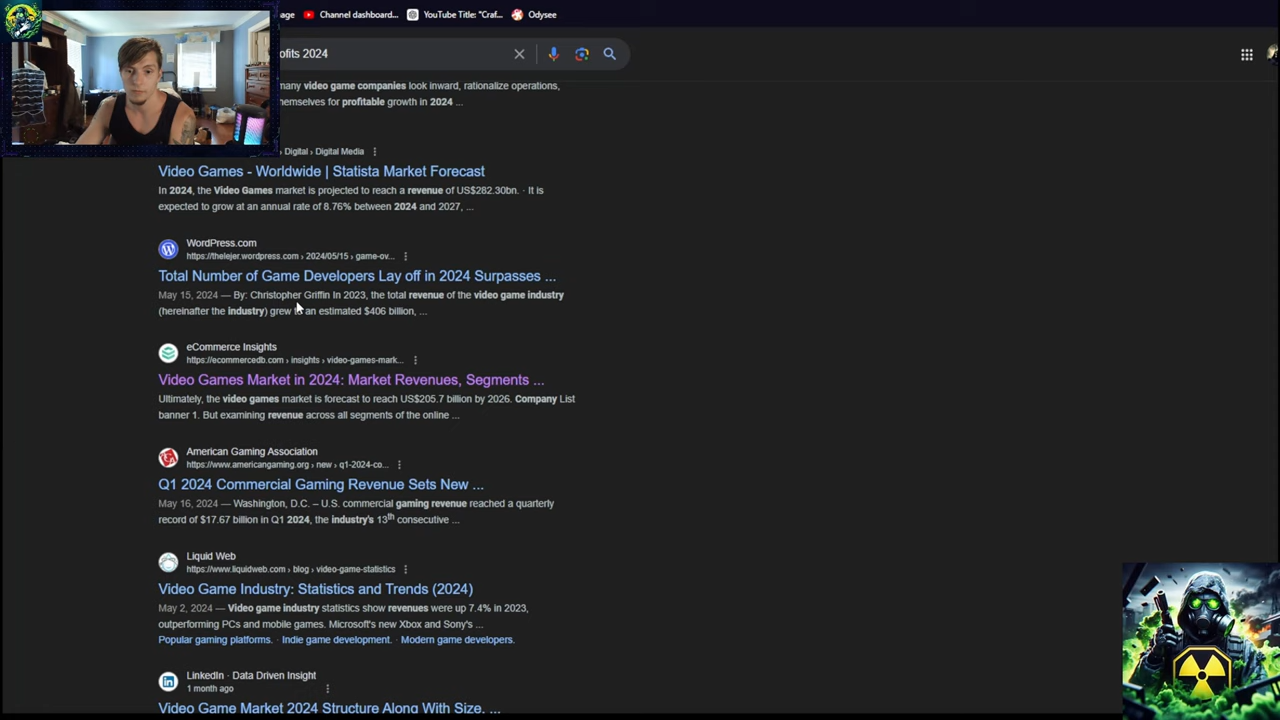 age
Channel dashboard...
YouTube Title: "Craf...
Odysee
ofits 2024
many video game companies look inward, rationalize operations,
hemselves for profitable growth in 2024 ...
Digital › Digital Media
Video Games - Worldwide | Statista Market Forecast
In 2024, the Video Games market is projected to reach a revenue of US$282.30bn. · It is
expected to grow at an annual rate of 8.76% between 2024 and 2027, ...
WordPress.com
https://thelejer.wordpress.com › 2024/05/15 › game-ov...
Total Number of Game Developers Lay off in 2024 Surpasses ...
May 15, 2024 — By: Christopher Griffin In 2023, the total revenue of the video game industry
(hereinafter the industry) grew to an estimated $406 billion, ...
eCommerce Insights
https://ecommercedb.com › insights › video-games-mark...
Video Games Market in 2024: Market Revenues, Segments ...
Ultimately, the video games market is forecast to reach US$205.7 billion by 2026. Company List
banner 1. But examining revenue across all segments of the online ...
American Gaming Association
https://www.americangaming.org › new › q1-2024-co...
Q1 2024 Commercial Gaming Revenue Sets New ...
May 16, 2024 — Washington, D.C. – U.S. commercial gaming revenue reached a quarterly
record of $17.67 billion in Q1 2024, the industry's 13th consecutive ...
Liquid Web
https://www.liquidweb.com › blog › video-game-statistics
Video Game Industry: Statistics and Trends (2024)
May 2, 2024 — Video game industry statistics show revenues were up 7.4% in 2023,
outperforming PCs and mobile games. Microsoft's new Xbox and Sony's ...
Popular gaming platforms. · Indie game development. · Modern game developers.
LinkedIn · Data Driven Insight
1 month ago
Video Game Market 2024 Structure Along With Size. ...